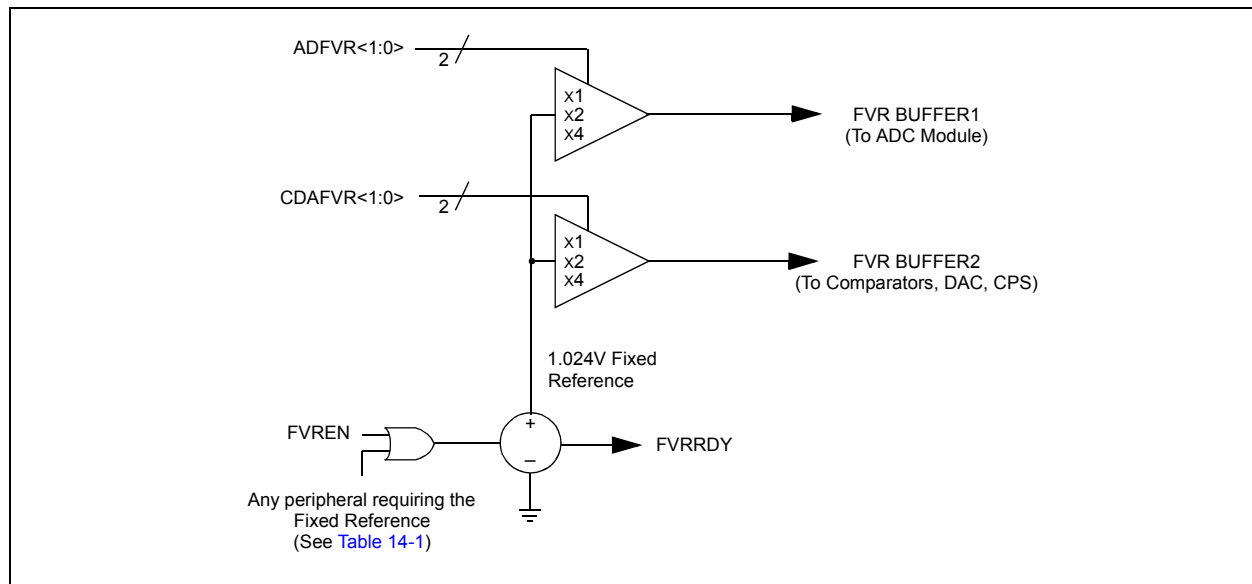 ADFVR<1:0>
2
X1
X2
X4
FVR BUFFER1
(To ADC Module)
CDAFVR<1:0>
2
X1
X2
X4
FVR BUFFER2
(To Comparators, DAC, CPS)
1.024V Fixed
Reference
FVREN
+
–
FVRRDY
Any peripheral requiring the
Fixed Reference
(See Table 14-1)